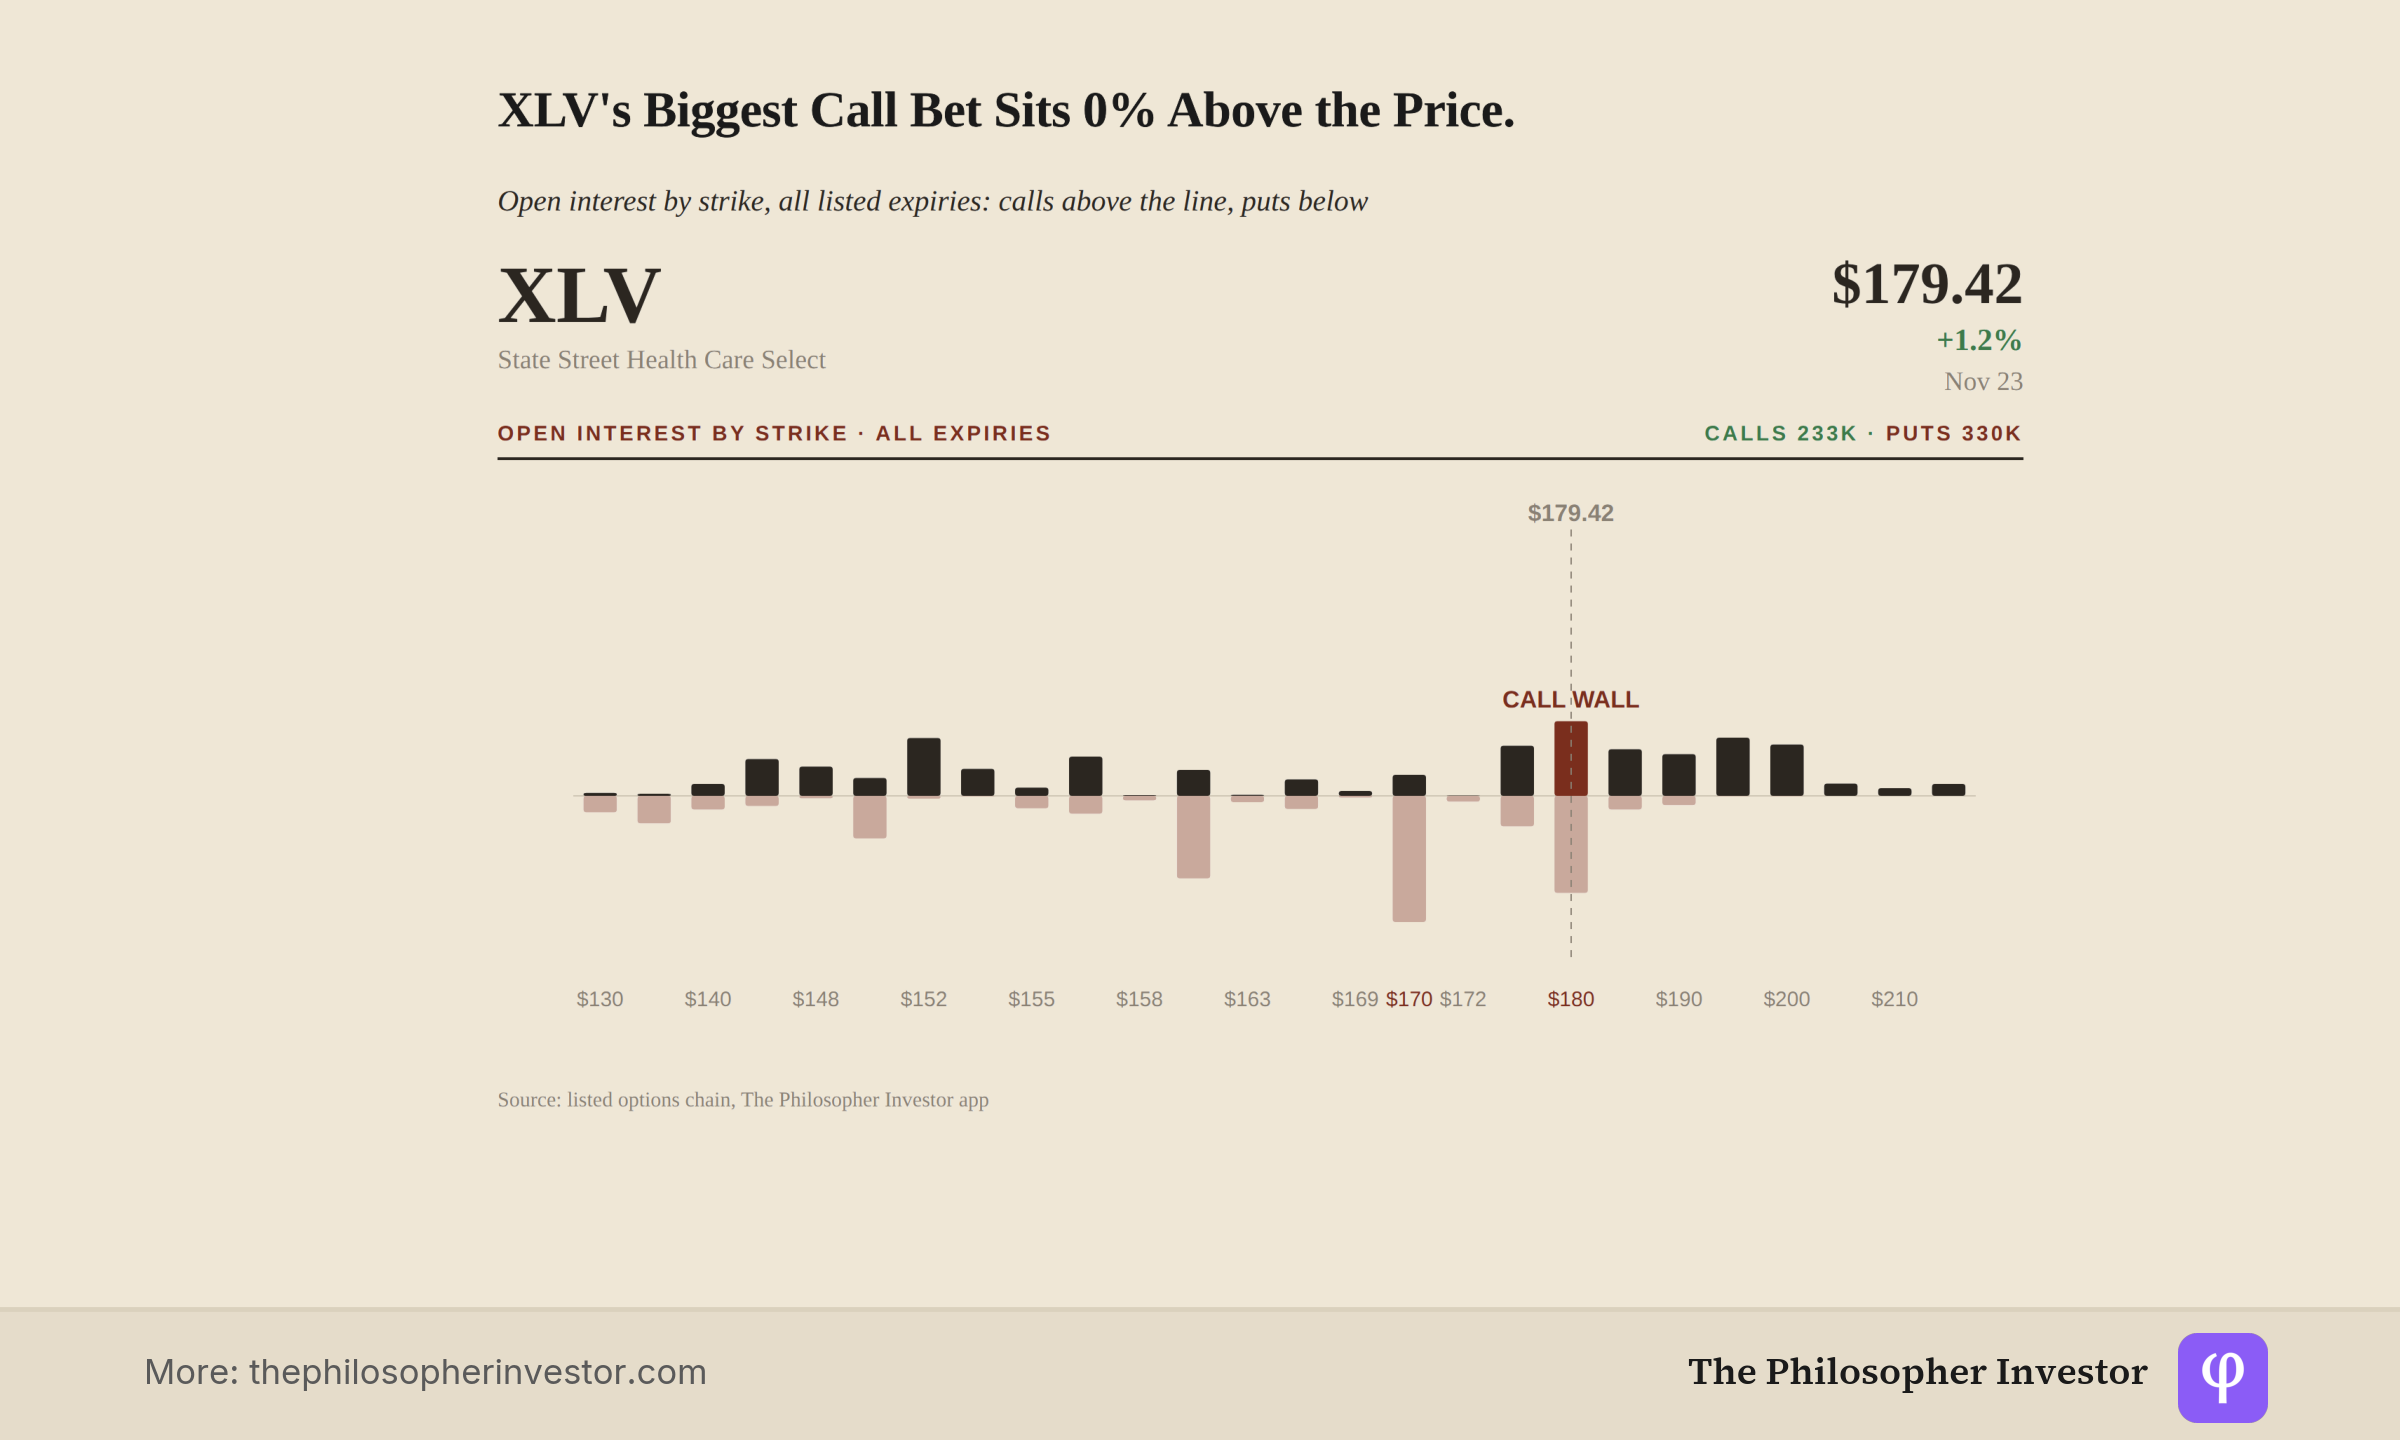 XLV's Biggest Call Bet Sits 0% Above the Price.
Open interest by strike, all listed expiries: calls above the line, puts below
XLV
$179.42
+1.2%
State Street Health Care Select
Nov 23
OPEN INTEREST BY STRIKE · ALL EXPIRIES
CALLS 233K · PUTS 330K
$179.42
CALL WALL
$130 $140 $148 $152 $155 $158 $163 $169 $170 $172 $180 $190 $200 $210
Source: listed options chain, The Philosopher Investor app
More: thephilosopherinvestor.com
The Philosopher Investor
φ